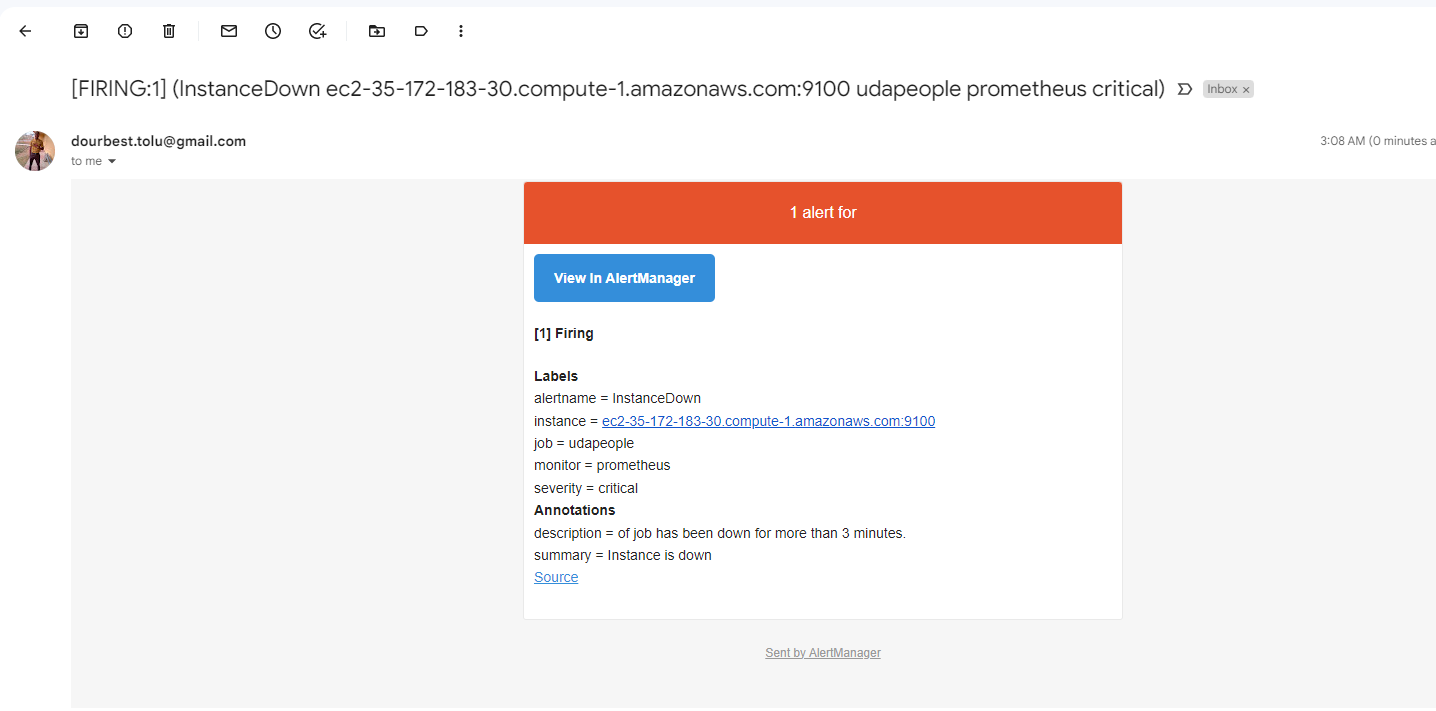 [FIRING:1] (InstanceDown ec2-35-172-183-30.compute-1.amazonaws.com:9100 udapeople prometheus critical) Inbox ×
dourbest.tolu@gmail.com
3:08 AM (0 minutes a
to me
1 alert for
View In AlertManager
[1] Firing
Labels
alertname = InstanceDown
instance = ec2-35-172-183-30.compute-1.amazonaws.com:9100
job = udapeople
monitor = prometheus
severity = critical
Annotations
description = of job has been down for more than 3 minutes.
summary = Instance is down
Source
Sent by AlertManager